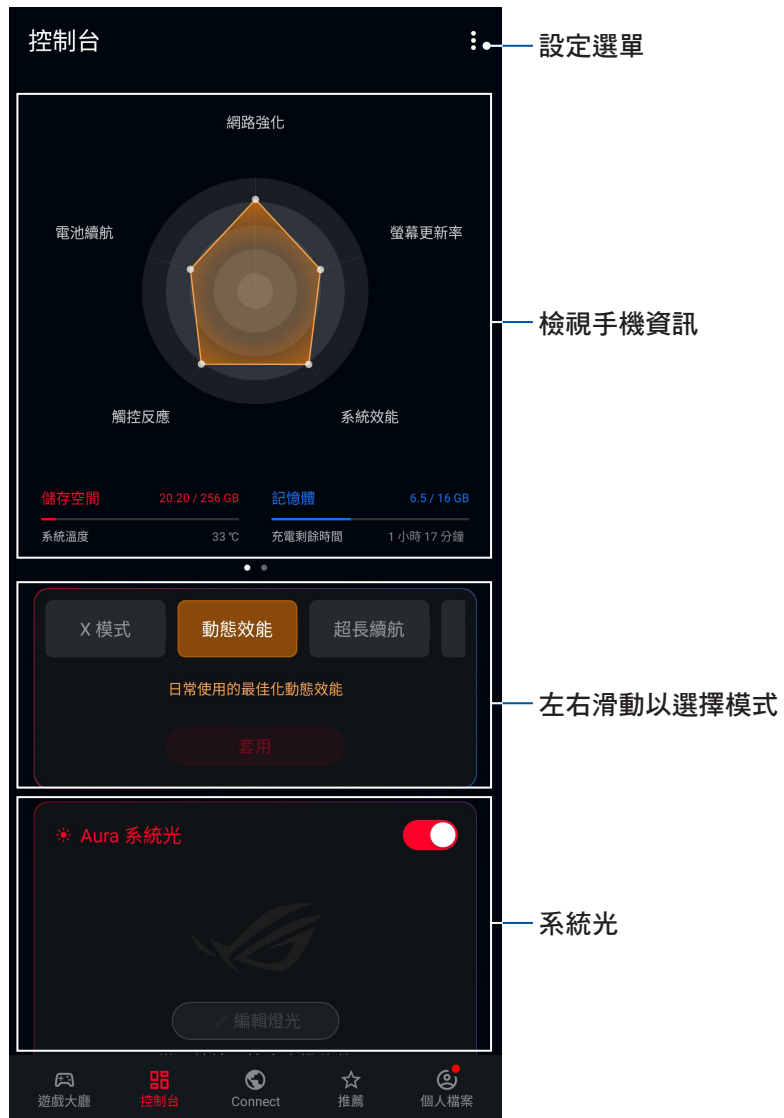 控制台
設定選單
網路強化
電池續航
螢幕更新率
檢視手機資訊
觸控反應
系統效能
儲存空間 20.20 / 256 GB 記憶體 6.5 / 16 GB
系統溫度 33 ℃ 充電剩餘時間 1 小時 17 分鐘
X 模式 動態效能 超長續航
日常使用的最佳化動態效能
左右滑動以選擇模式
套用
Aura 系統光
系統光
編輯燈光
遊戲大廳 控制台 Connect 推薦 個人檔案